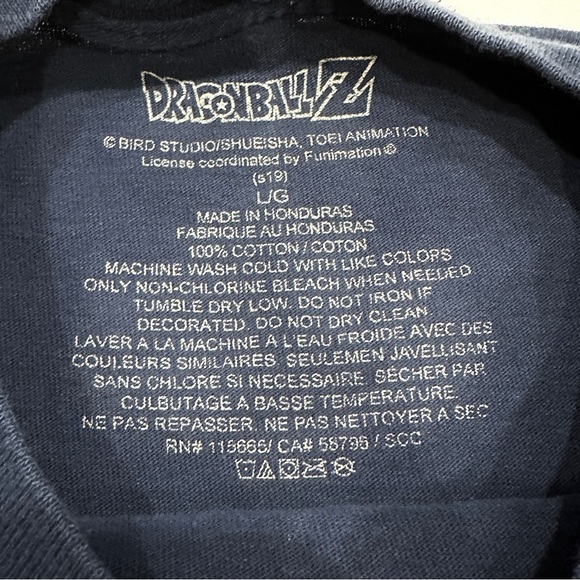 DRAGONBALL Z
© BIRD STUDIO/SHUEISHA, TOEI ANIMATION
License coordinated by Funimation ®
(s19)
L/G
MADE IN HONDURAS
FABRIQUE AU HONDURAS
100% COTTON / COTON
MACHINE WASH COLD WITH LIKE COLORS
ONLY NON-CHLORINE BLEACH WHEN NEEDED
TUMBLE DRY LOW. DO NOT IRON IF
DECORATED. DO NOT DRY CLEAN
LAVER A LA MACHINE A L'EAU FROIDE AVEC DES
COULEURS SIMILAIRES. SEULEMEN JAVELLISANT
SANS CHLORE SI NECESSAIRE. SECHER PAR
CULBUTAGE A BASSE TEMPERATURE.
NE PAS REPASSER. NE PAS NETTOYER A SEC
RN# 115665/ CA# 58795 / SCC